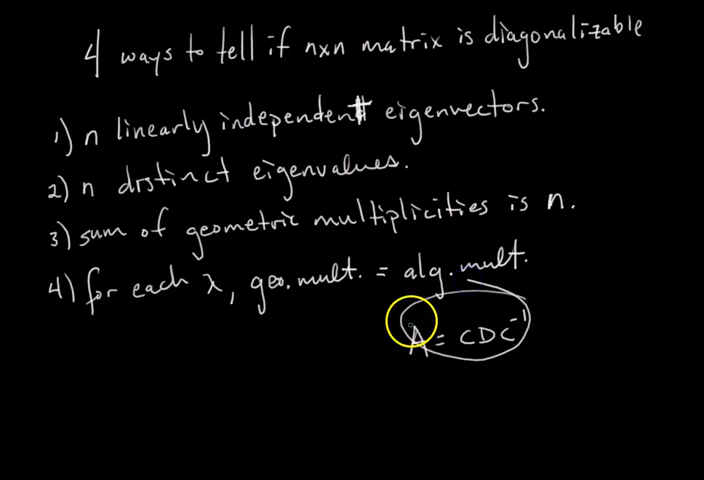 4 ways to tell if nxn matrix is diagonalizable
1) n linearly independent eigenvectors.
2) n distinct eigenvalues.
3) sum of geometric multiplicities is n.
4) for each λ, geo. mult. = alg. mult.
A = CDC⁻¹